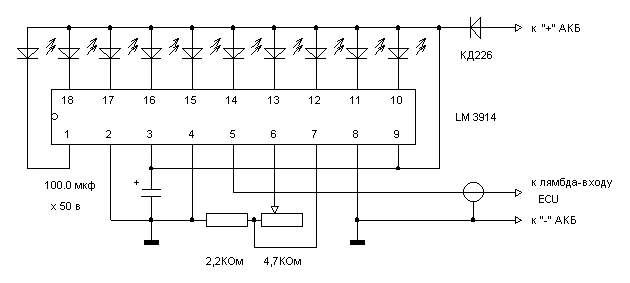 к "+" АКБ
КД226
18 17 16 15 14 13 12 11 10
LM 3914
1 2 3 4 5 6 7 8 9
100.0 мкф
х 50 в
+
к лямбда-входу
ECU
к "-" АКБ
2,2КОм 4,7КОм